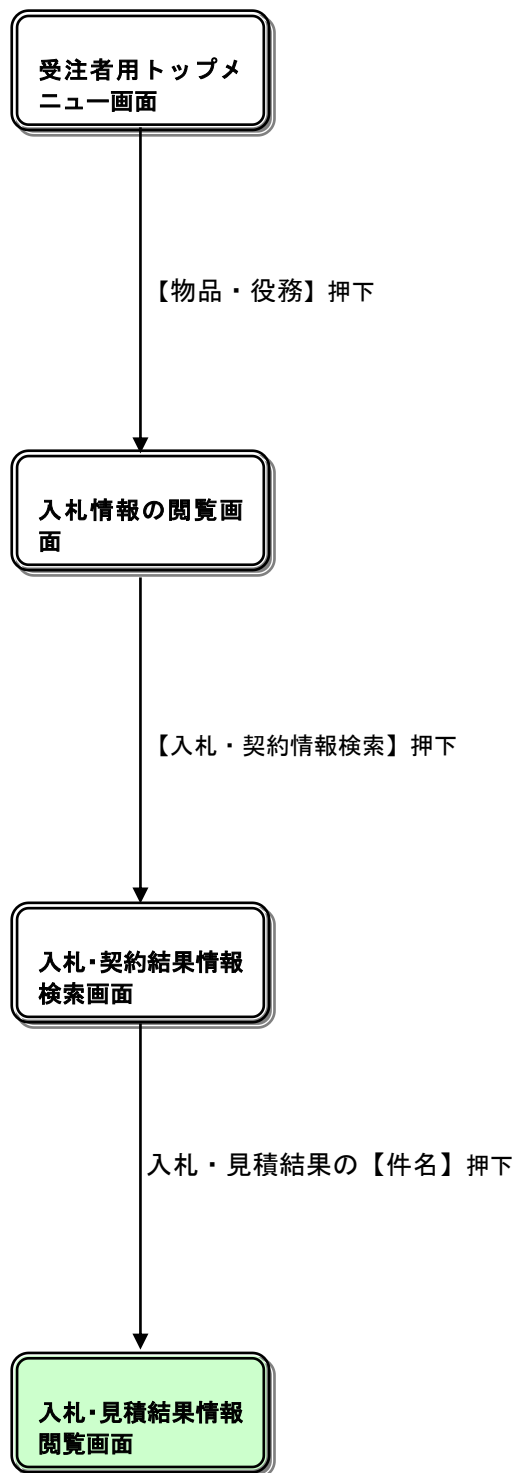 受注者用トップメ
ニュー画面
【物品・役務】押下
入札情報の閲覧画
面
【入札・契約情報検索】押下
入札・契約結果情報
検索画面
入札・見積結果の【件名】押下
入札・見積結果情報
閲覧画面